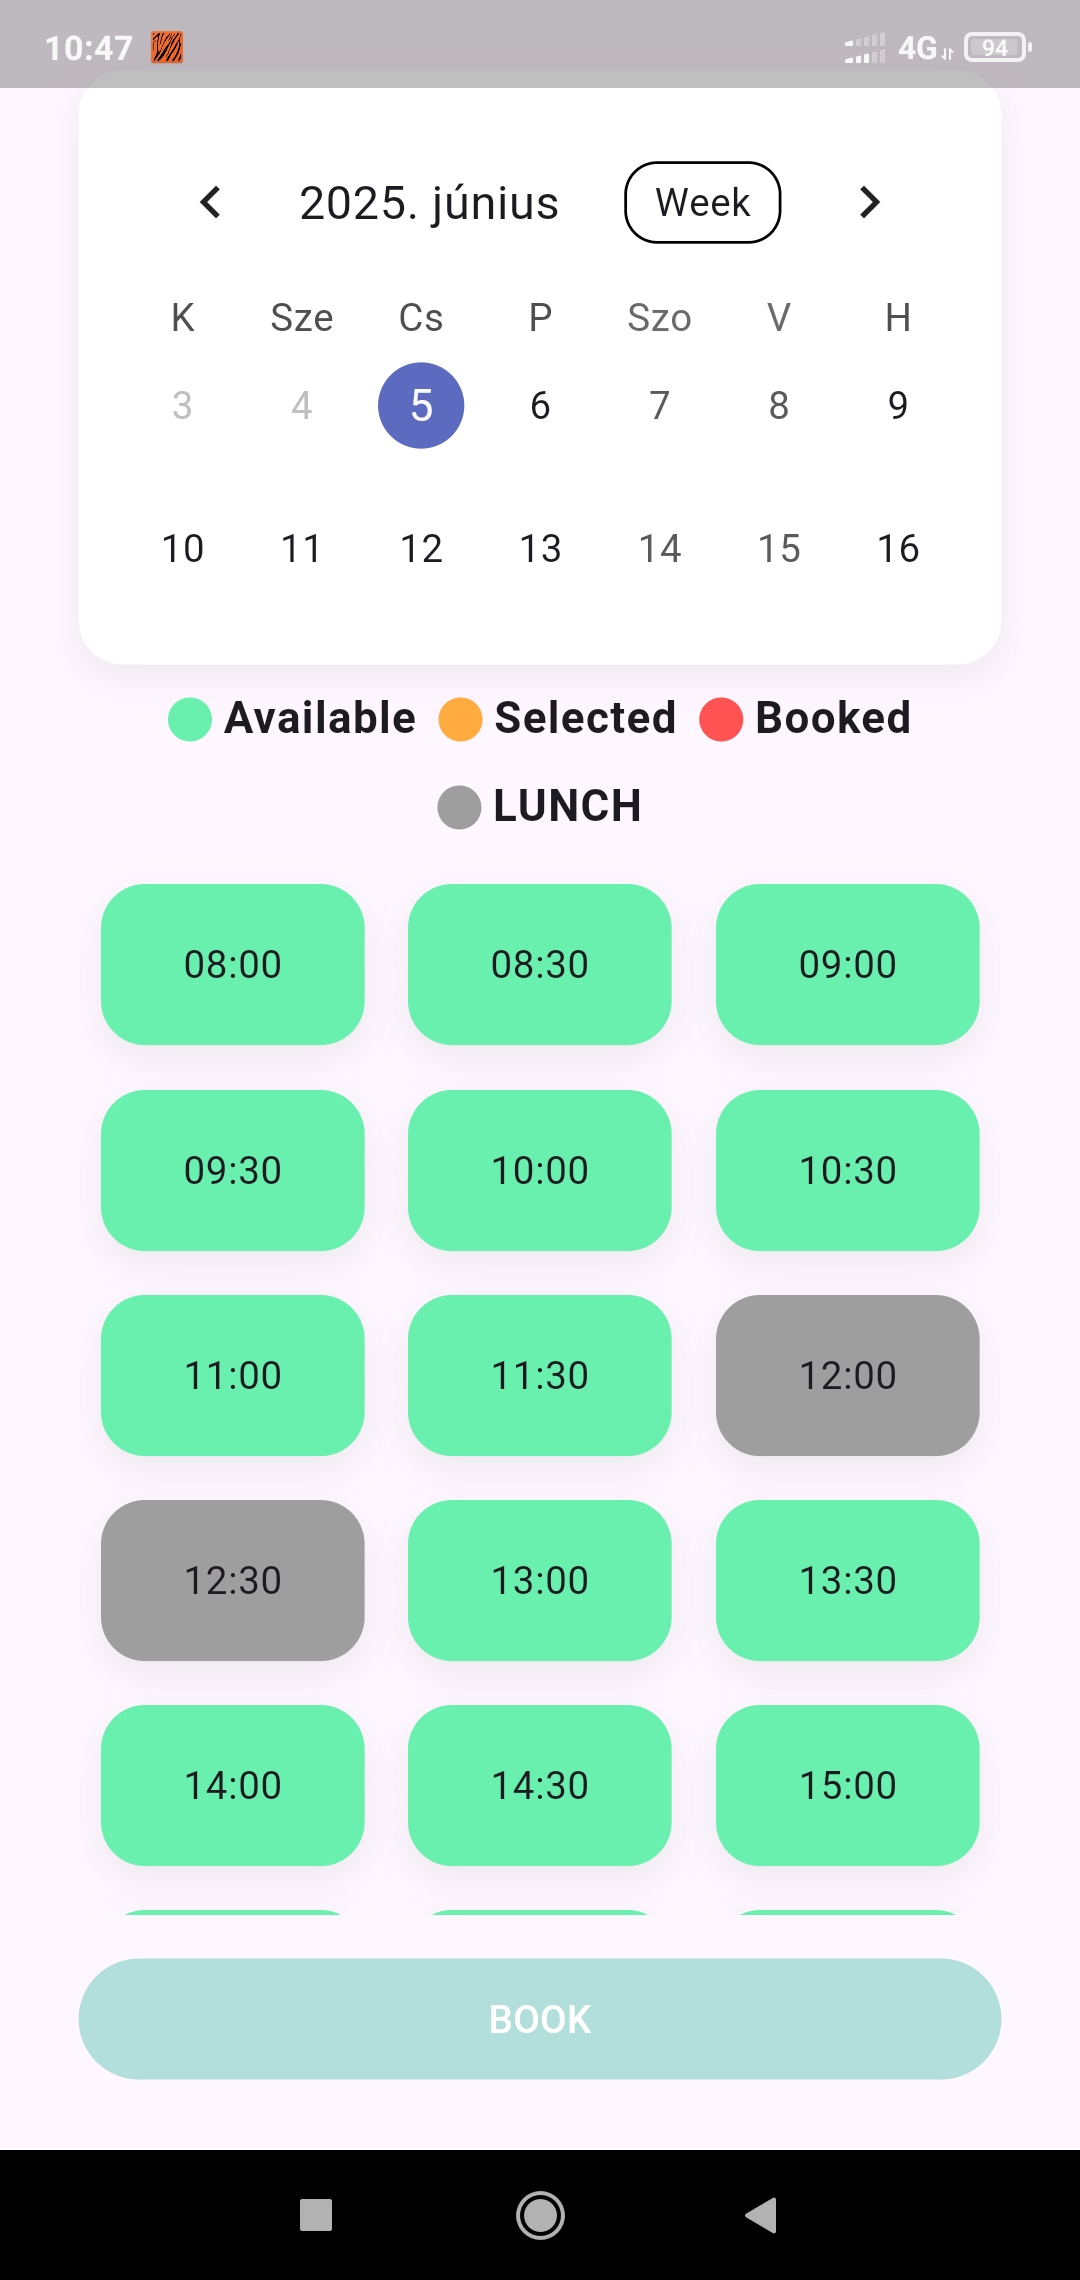 10:47 4G 94
2025. június Week
K Sze Cs P Szo V H
3 4 5 6 7 8 9
10 11 12 13 14 15 16
Available Selected Booked
LUNCH
08:00 08:30 09:00
09:30 10:00 10:30
11:00 11:30 12:00
12:30 13:00 13:30
14:00 14:30 15:00
BOOK